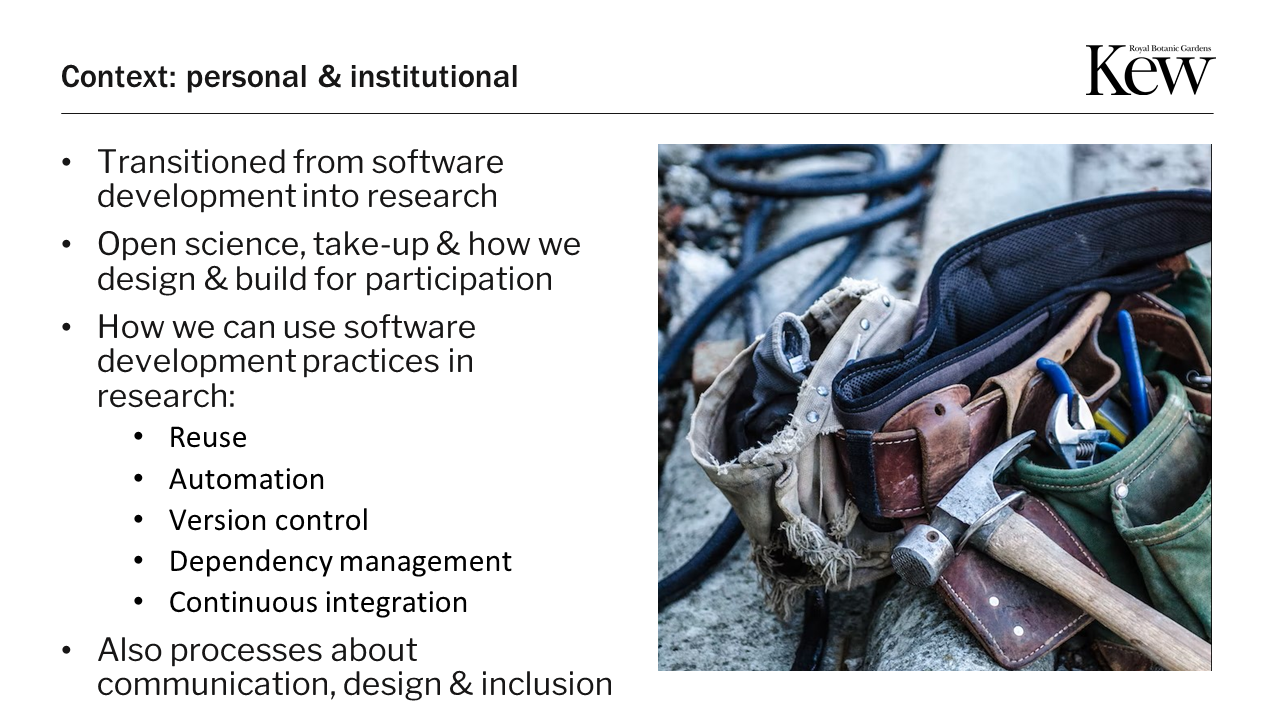 Royal Botanic Gardens
Kew
Context: personal & institutional
• Transitioned from software
development into research
• Open science, take-up & how we
design & build for participation
• How we can use software
development practices in
research:
• Reuse
• Automation
• Version control
• Dependency management
• Continuous integration
• Also processes about
communication, design & inclusion